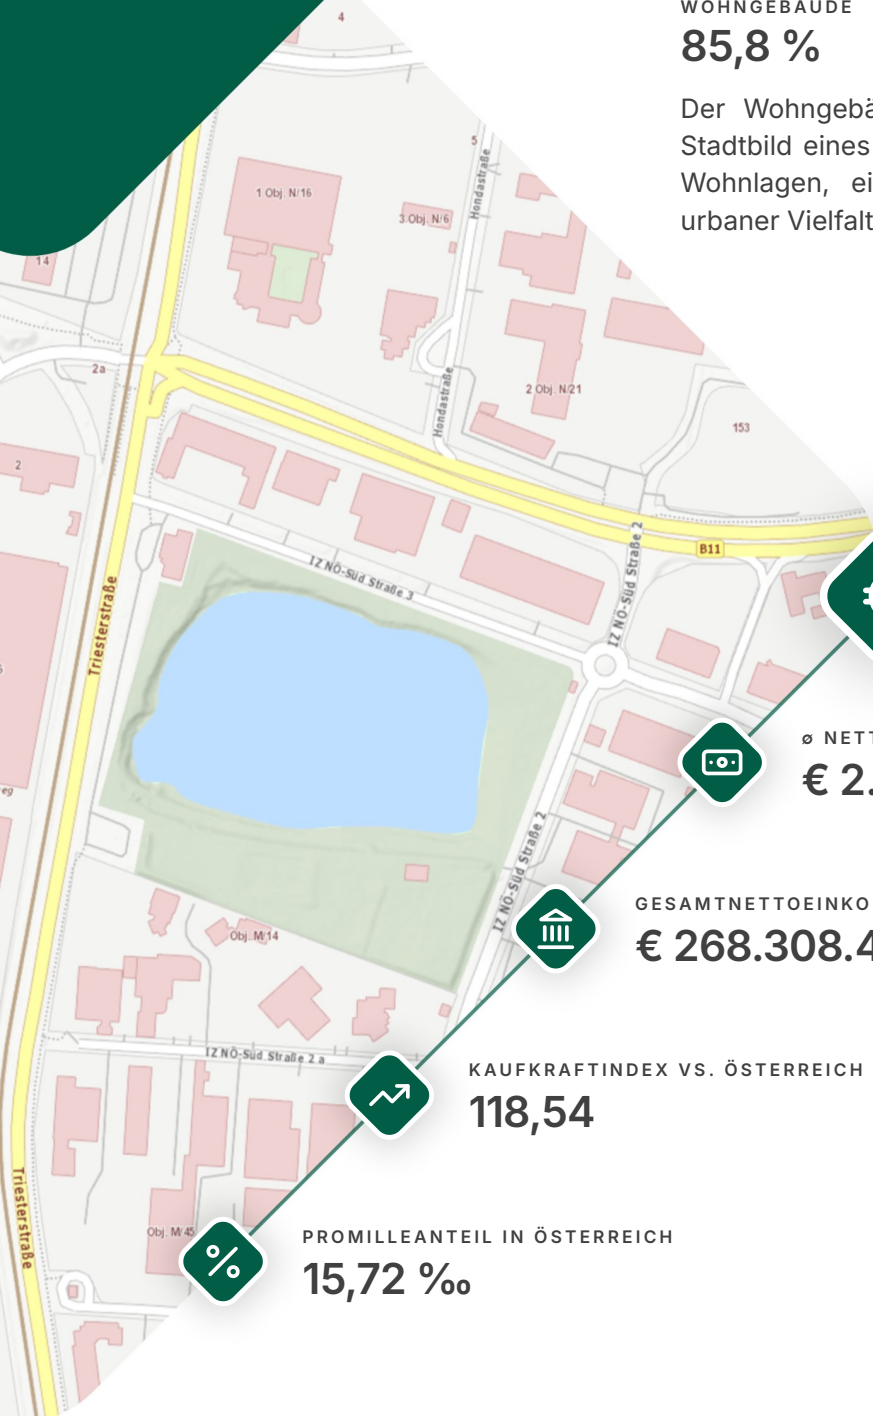 WOHNGEBÄUDE
85,8 %
Der Wohngebä
Stadtbild eines
Wohnlagen, ei
urbaner Vielfalt
4
5
1 Obj. N/16
3 Obj. N/6
Hondastraße
14
2a
Hondastraße
2 Obj. N/21
153
2
B11
IZ NÖ-Süd Straße 3
IZ NÖ-Süd Straße 2
Triesterstraße
ø NETT
€ 2.
eg
IZ NÖ-Süd Straße 2
GESAMTNETTOEINKO
€ 268.308.4
Obj. M/14
IZ NÖ-Süd Straße 2 a
KAUFKRAFTINDEX VS. ÖSTERREICH
118,54
Triesterstraße
Obj. M/45
PROMILLEANTEIL IN ÖSTERREICH
15,72 ‰